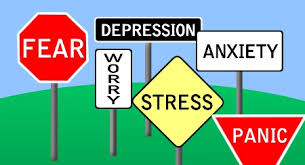 DEPRESSION
FEAR
ANXIETY
WORRY
STRESS
PANIC